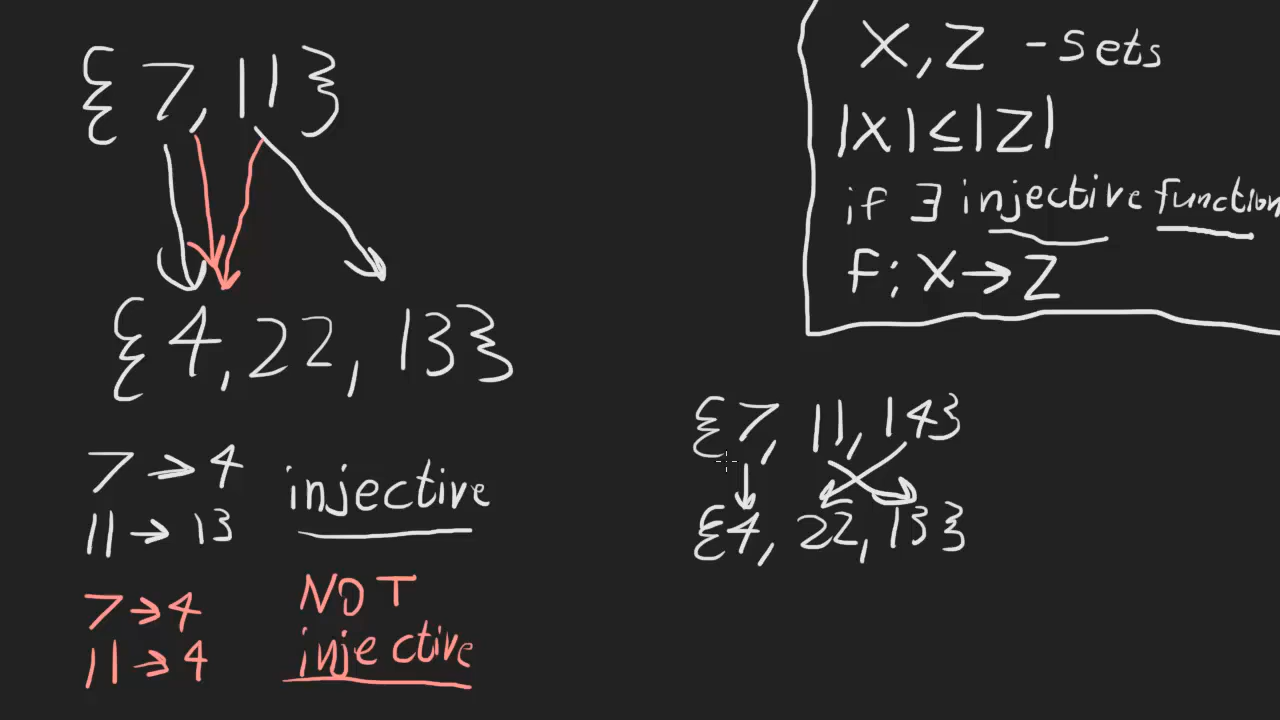 {7, 11}
{4, 22, 13}
7 → 4
11 → 13
injective
7 → 4
11 → 4
NOT
injective
X, Z - Sets
|X| ≤ |Z|
if ∃ injective function
f: X → Z
{7, 11, 14}
{4, 22, 13}